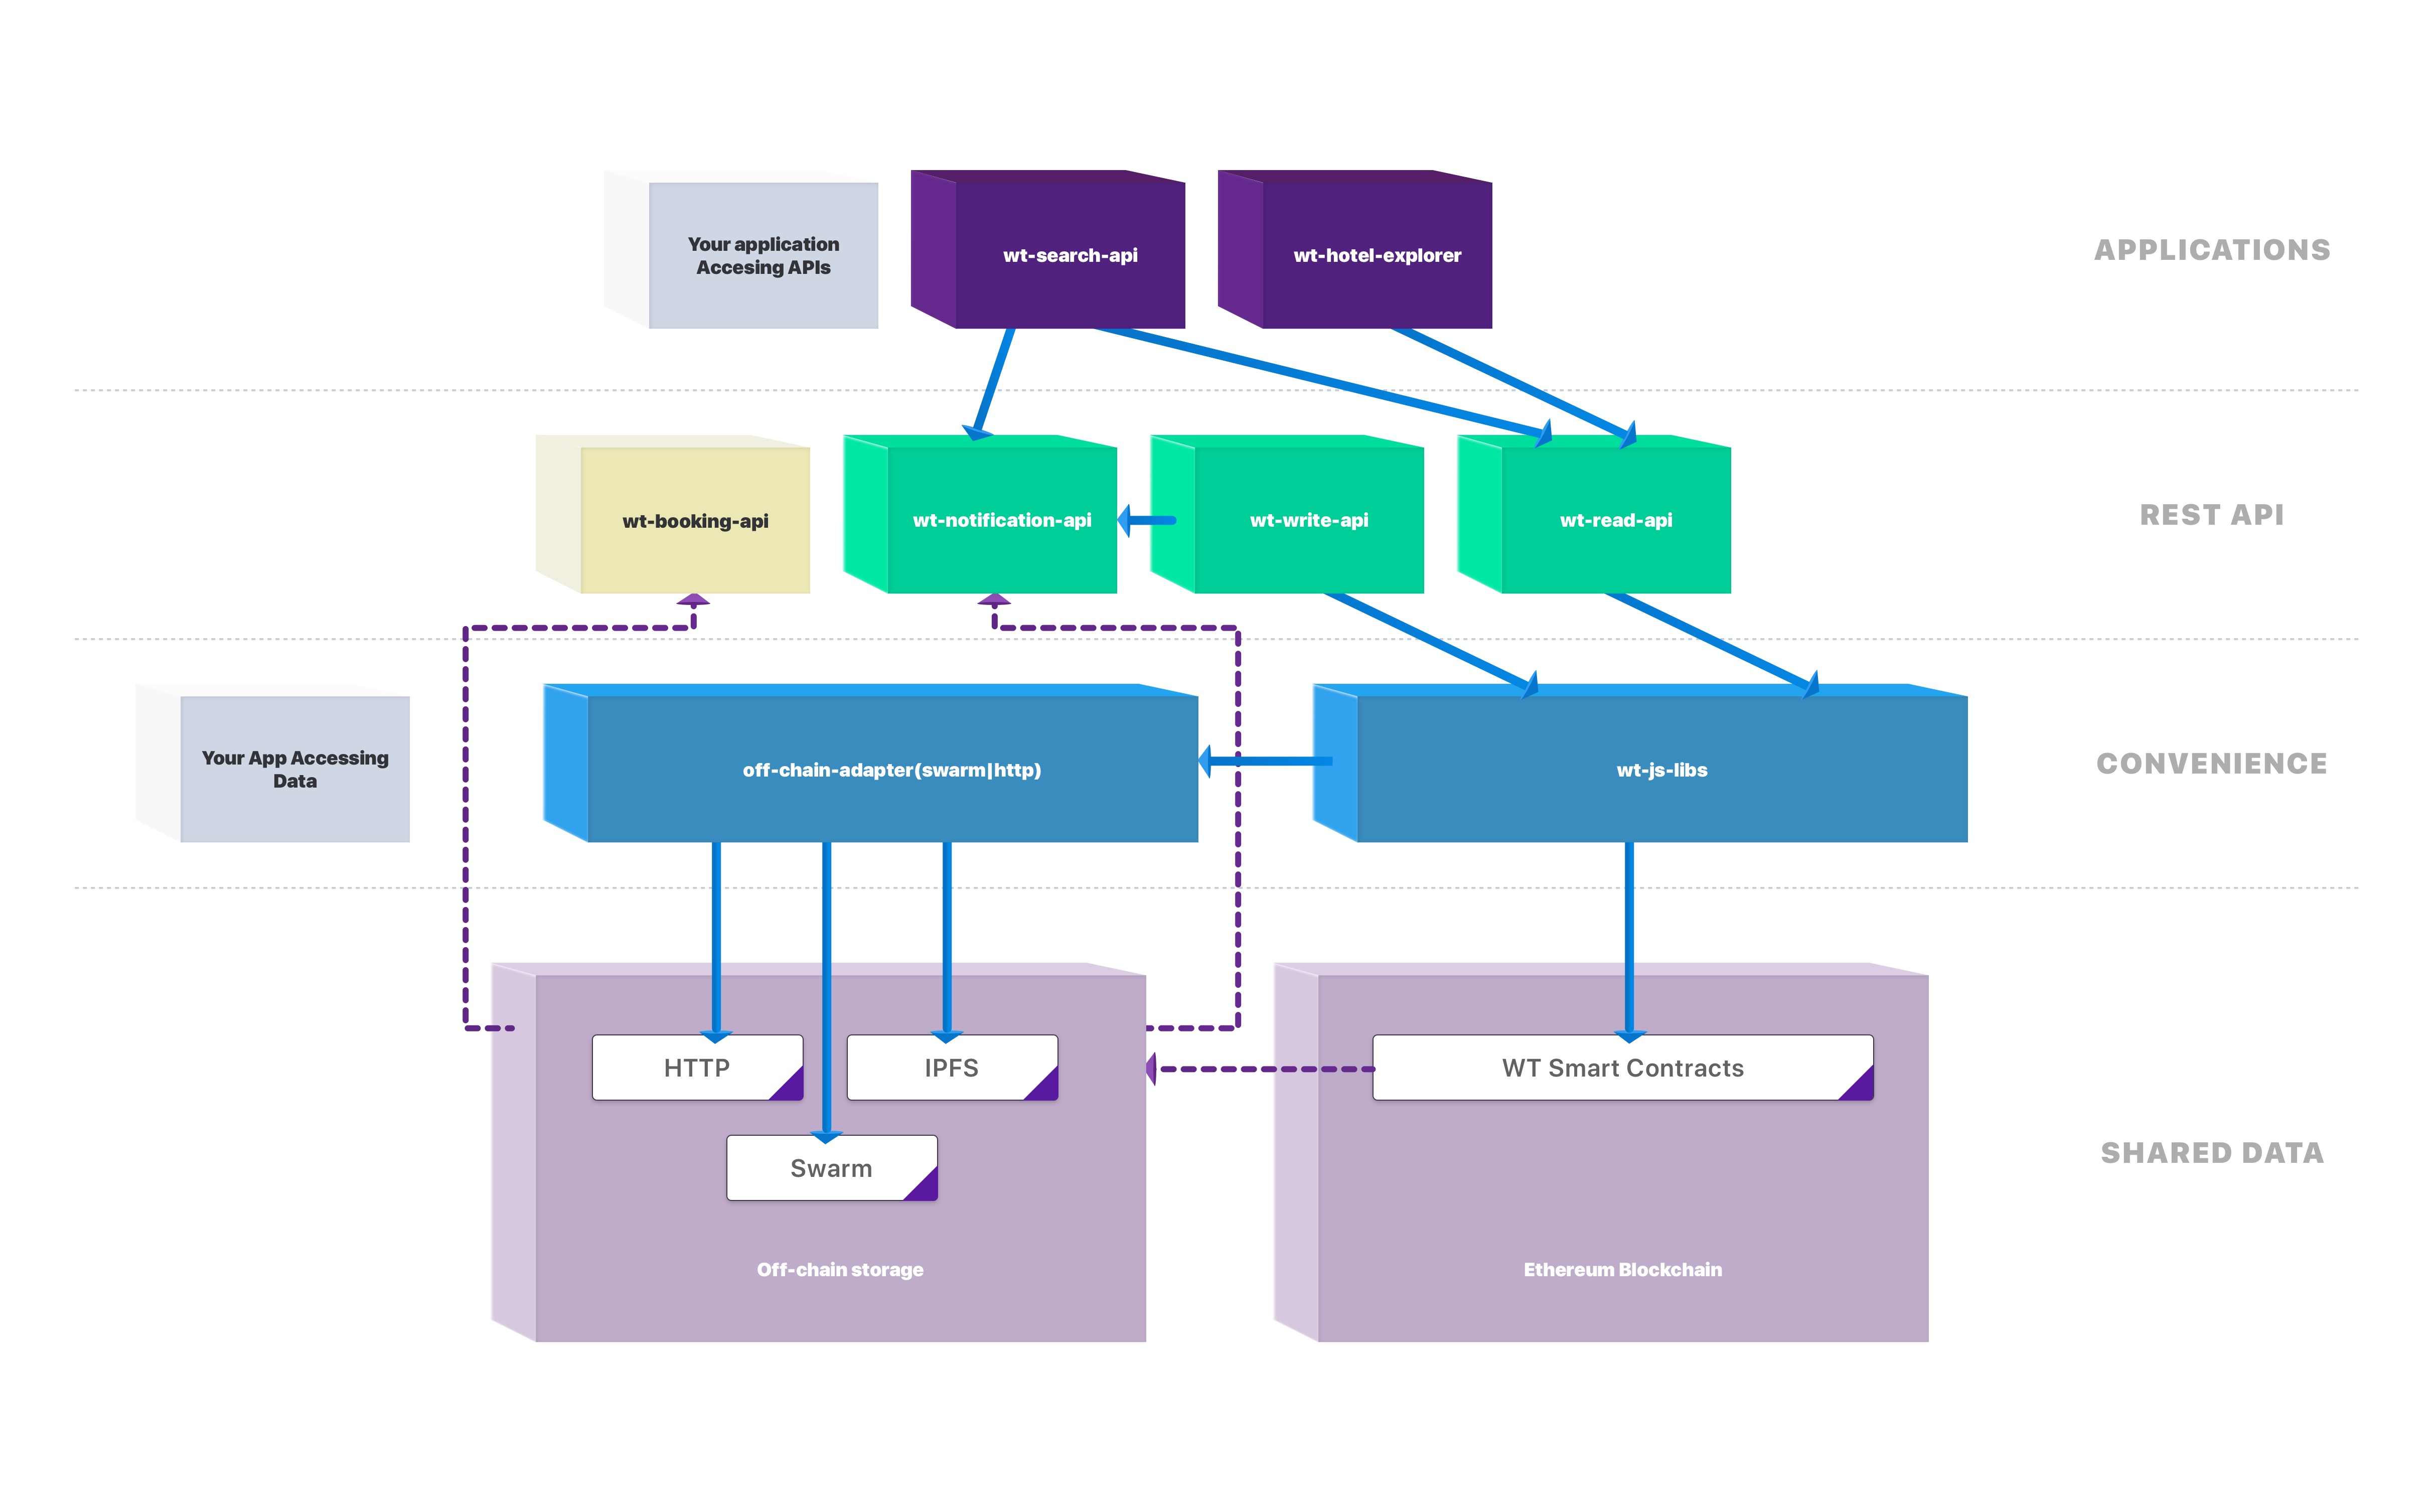 Your application
Accesing APIs
wt-search-api
wt-hotel-explorer
APPLICATIONS
wt-booking-api
wt-notification-api
wt-write-api
wt-read-api
REST API
Your App Accessing
Data
off-chain-adapter(swarm|http)
wt-js-libs
CONVENIENCE
HTTP
IPFS
WT Smart Contracts
Swarm
SHARED DATA
Off-chain storage
Ethereum Blockchain